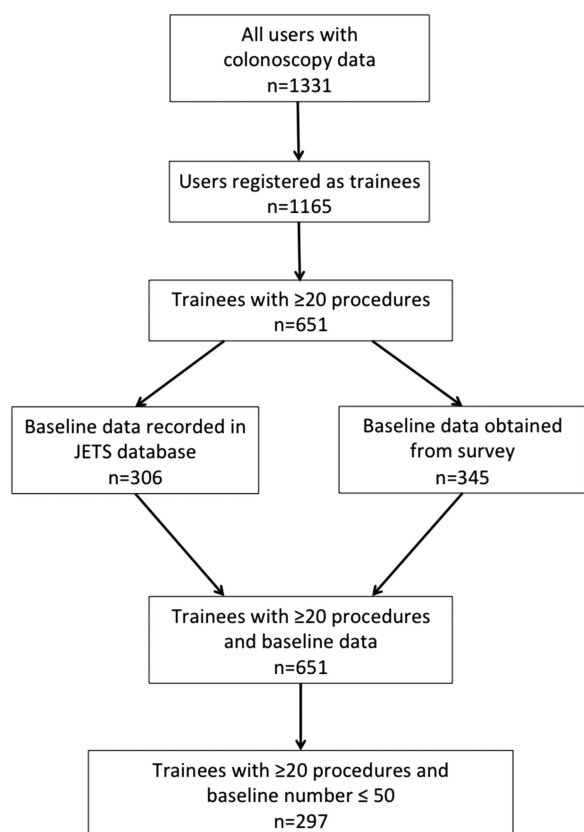 All users with
colonoscopy data
n=1331
Users registered as trainees
n=1165
Trainees with ≥20 procedures
n=651
Baseline data recorded in
JETS database
n=306
Baseline data obtained
from survey
n=345
Trainees with ≥20 procedures
and baseline data
n=651
Trainees with ≥20 procedures and
baseline number ≤ 50
n=297